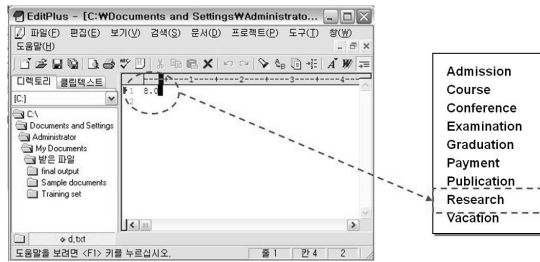 EditPlus - [C:\Documents and Settings\Administrato...
파일(F) 편집(E) 보기(V) 검색(S) 문서(D) 프로젝트(P) 도구(T) 창(W)
도움말(H)
디렉토리 클립텍스트
[C:]
C:\
Documents and Settings
Administrator
My Documents
받은 파일
final output
Sample documents
Training set
d.txt
1 8.0
2
도움말을 보려면 <F1> 키를 누르십시오.
줄 1 칸 4 2
Admission
Course
Conference
Examination
Graduation
Payment
Publication
Research
Vacation